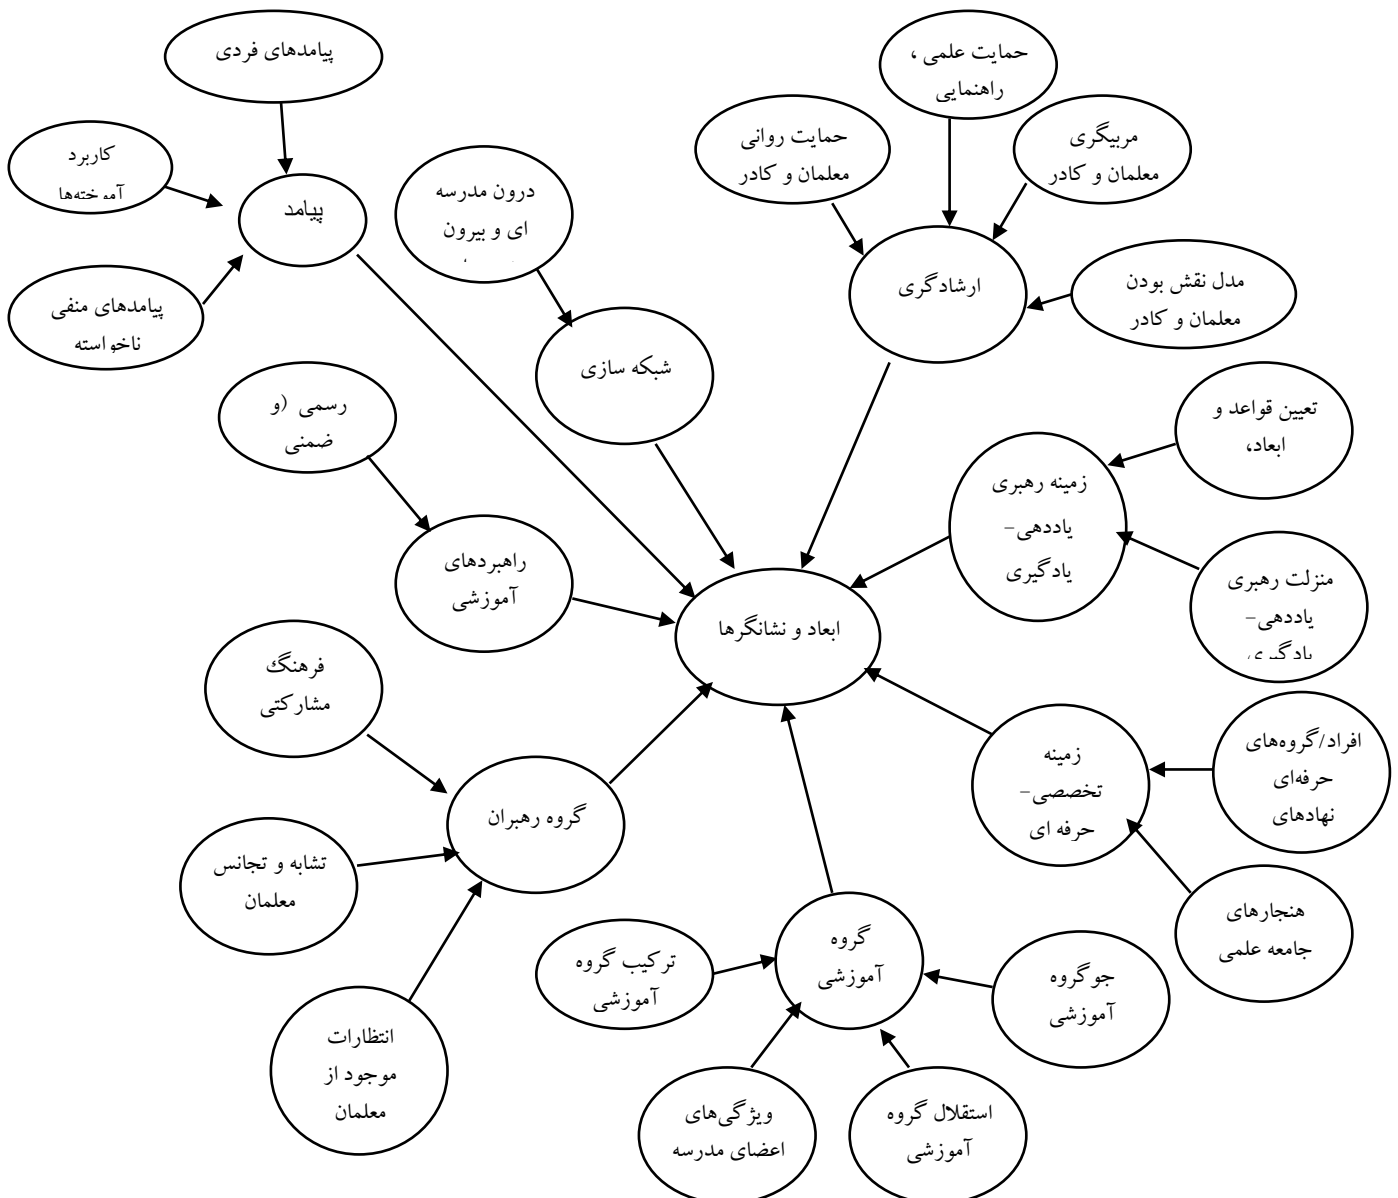 پیامدهای فردی
کاربرد
آموخته‌ها
پیامدهای منفی
ناخواسته
پیامد
درون مدرسه
ای و بیرون
شبکه سازی
رسمی (و
ضمنی
راهبردهای
آموزشی
حمایت علمی ،
راهنمایی
حمایت روانی
معلمان و کادر
مربیگری
معلمان و کادر
ارشادگری
مدل نقش بودن
معلمان و کادر
تعیین قواعد و
ابعاد،
زمینه رهبری
یاددهی-
یادگیری
منزلت رهبری
یاددهی-
یادگیری
ابعاد و نشانگرها
فرهنگ
مشارکتی
گروه رهبران
تشابه و تجانس
معلمان
انتظارات
موجود از
معلمان
زمینه
تخصصی-
حرفه ای
افراد/گروه‌های
حرفه‌ای
نهادهای
هنجارهای
جامعه علمی
گروه
آموزشی
ترکیب گروه
آموزشی
جو گروه
آموزشی
ویژگی‌های
اعضای مدرسه
استقلال گروه
آموزشی